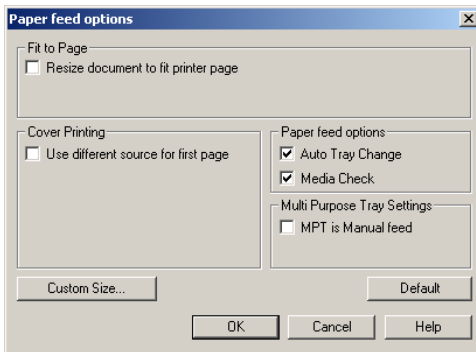 Paper feed options
Fit to Page
Resize document to fit printer page
Cover Printing
Use different source for first page
Paper feed options
Auto Tray Change
Media Check
Multi Purpose Tray Settings
MPT is Manual feed
Custom Size...
Default
OK
Cancel
Help